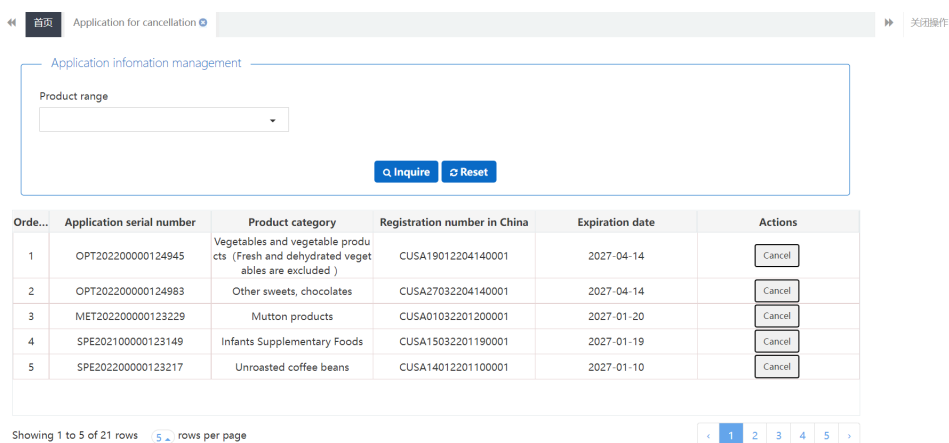 首页 Application for cancellation 关闭操作
Application infomation management
Product range
Inquire Reset
Orde... Application serial number Product category Registration number in China Expiration date Actions
1 OPT202200000124945 Vegetables and vegetable produ
cts（Fresh and dehydrated veget
ables are excluded ） CUSA19012204140001 2027-04-14 Cancel
2 OPT202200000124983 Other sweets, chocolates CUSA27032204140001 2027-04-14 Cancel
3 MET202200000123229 Mutton products CUSA01032201200001 2027-01-20 Cancel
4 SPE202100000123149 Infants Supplementary Foods CUSA15032201190001 2027-01-19 Cancel
5 SPE202200000123217 Unroasted coffee beans CUSA14012201100001 2027-01-10 Cancel
Showing 1 to 5 of 21 rows 5 rows per page ‹ 1 2 3 4 5 ›